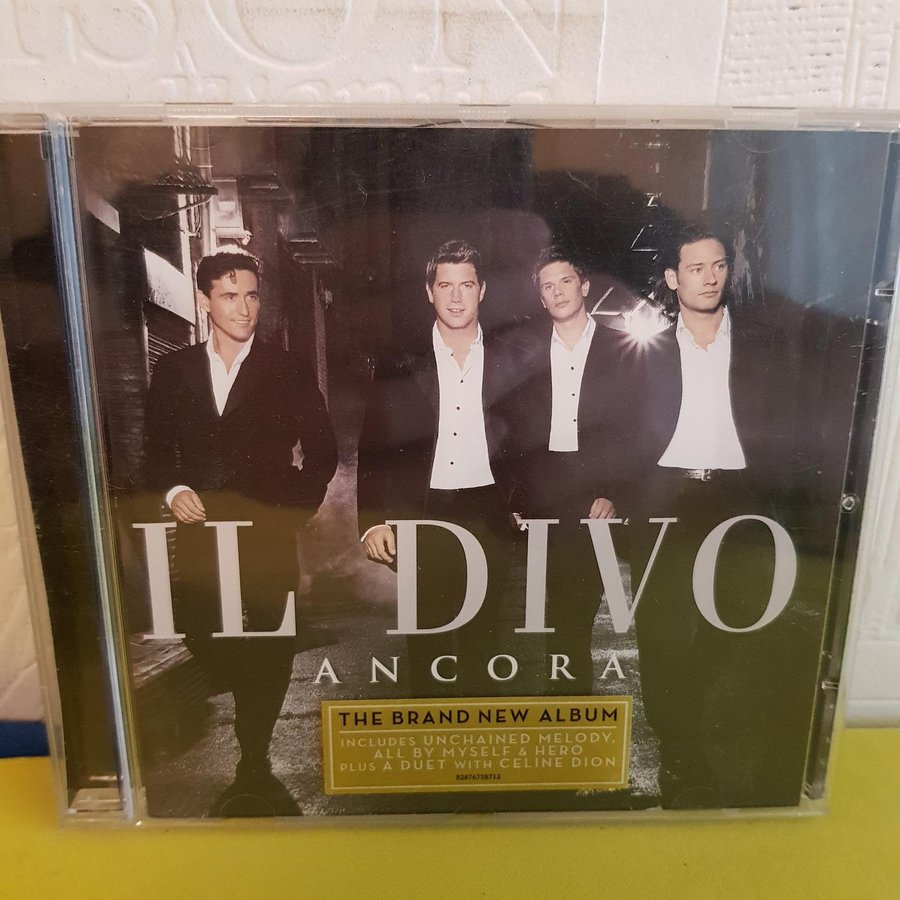 IL DIVO
ANCORA
THE BRAND NEW ALBUM
INCLUDES UNCHAINED MELODY,
ALL BY MYSELF & HERO
PLUS A DUET WITH CELINE DION
82876738712